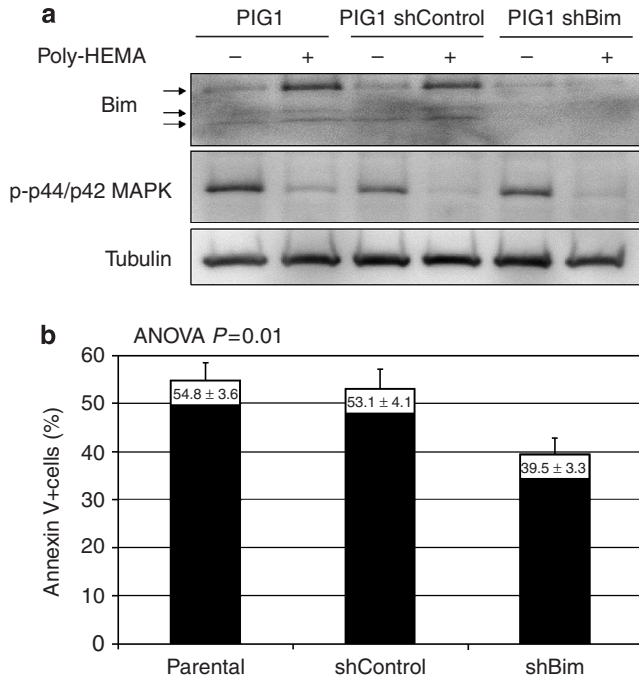 a
PIG1 PIG1 shControl PIG1 shBim
Poly-HEMA – + – + – +
Bim
p-p44/p42 MAPK
Tubulin
b
ANOVA P=0.01
Annexin V+cells (%)
60
50
40
30
20
10
0
54.8 ± 3.6
53.1 ± 4.1
39.5 ± 3.3
Parental shControl shBim